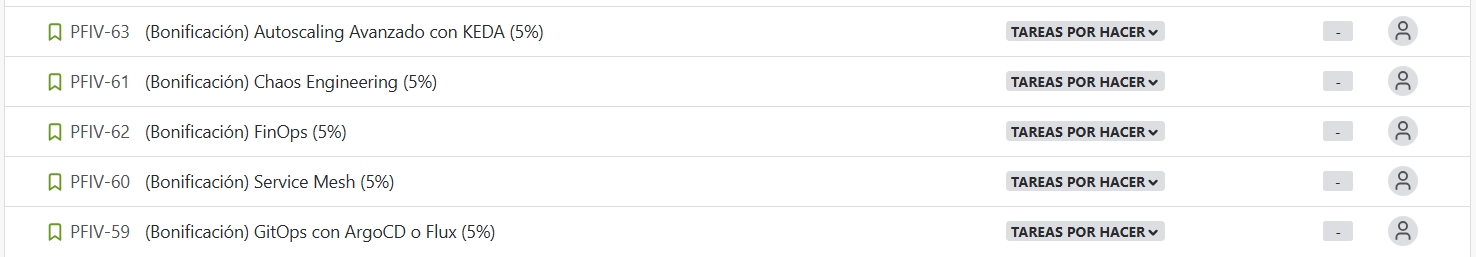 PFIV-63 (Bonificación) Autoscaling Avanzado con KEDA (5%) TAREAS POR HACER -
PFIV-61 (Bonificación) Chaos Engineering (5%) TAREAS POR HACER -
PFIV-62 (Bonificación) FinOps (5%) TAREAS POR HACER -
PFIV-60 (Bonificación) Service Mesh (5%) TAREAS POR HACER -
PFIV-59 (Bonificación) GitOps con ArgoCD o Flux (5%) TAREAS POR HACER -